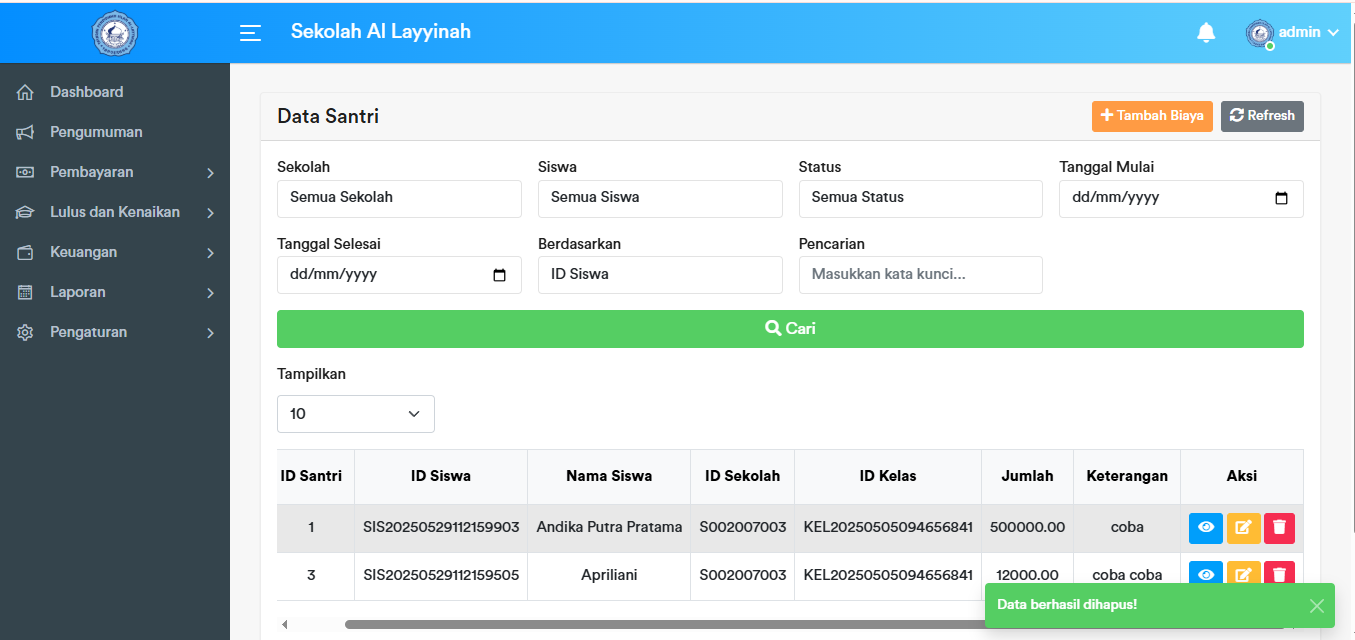 Sekolah Al Layyinah
admin
Dashboard
Pengumuman
Pembayaran
Lulus dan Kenaikan
Keuangan
Laporan
Pengaturan
Data Santri
Tambah Biaya
Refresh
Sekolah Siswa Status Tanggal Mulai
Semua Sekolah Semua Siswa Semua Status dd/mm/yyyy
Tanggal Selesai Berdasarkan Pencarian
dd/mm/yyyy ID Siswa Masukkan kata kunci...
Cari
Tampilkan
10
ID Santri ID Siswa Nama Siswa ID Sekolah ID Kelas Jumlah Keterangan Aksi
1 SIS20250529112159903 Andika Putra Pratama S002007003 KEL20250505094656841 500000.00 coba
3 SIS20250529112159505 Apriliani S002007003 KEL20250505094656841 12000.00 coba coba
Data berhasil dihapus!